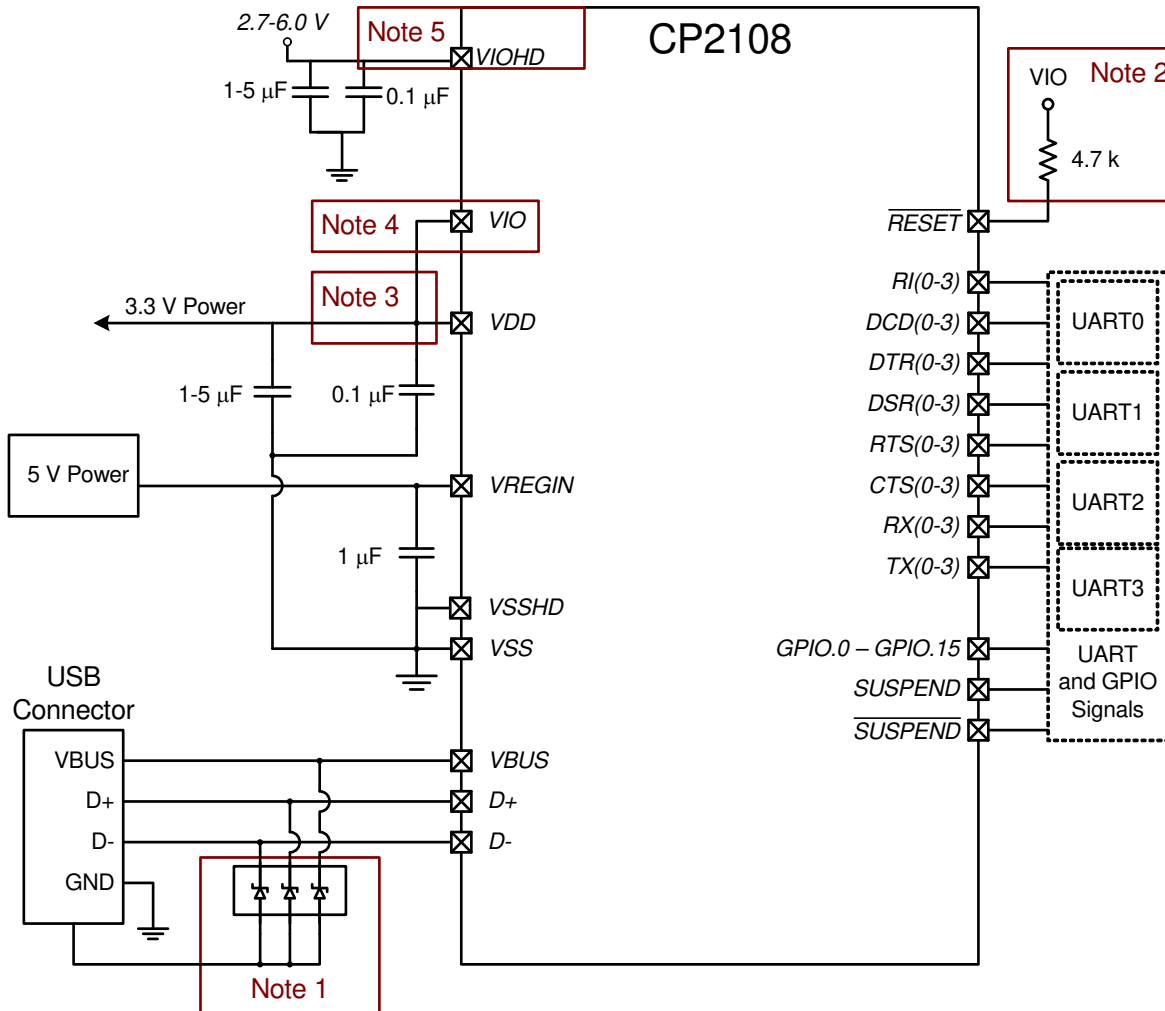 2.7-6.0 V
Note 5
CP2108
VIOHD
1-5 μF
0.1 μF
VIO
Note 2
4.7 k
Note 4
VIO
RESET
Note 3
3.3 V Power
VDD
1-5 μF
0.1 μF
5 V Power
VREGIN
1 μF
VSSHD
VSS
RI(0-3)
DCD(0-3)
DTR(0-3)
DSR(0-3)
RTS(0-3)
CTS(0-3)
RX(0-3)
TX(0-3)
GPIO.0 – GPIO.15
SUSPEND
SUSPEND
UART0
UART1
UART2
UART3
UART
and GPIO
Signals
USB
Connector
VBUS
D+
D-
GND
VBUS
D+
D-
Note 1